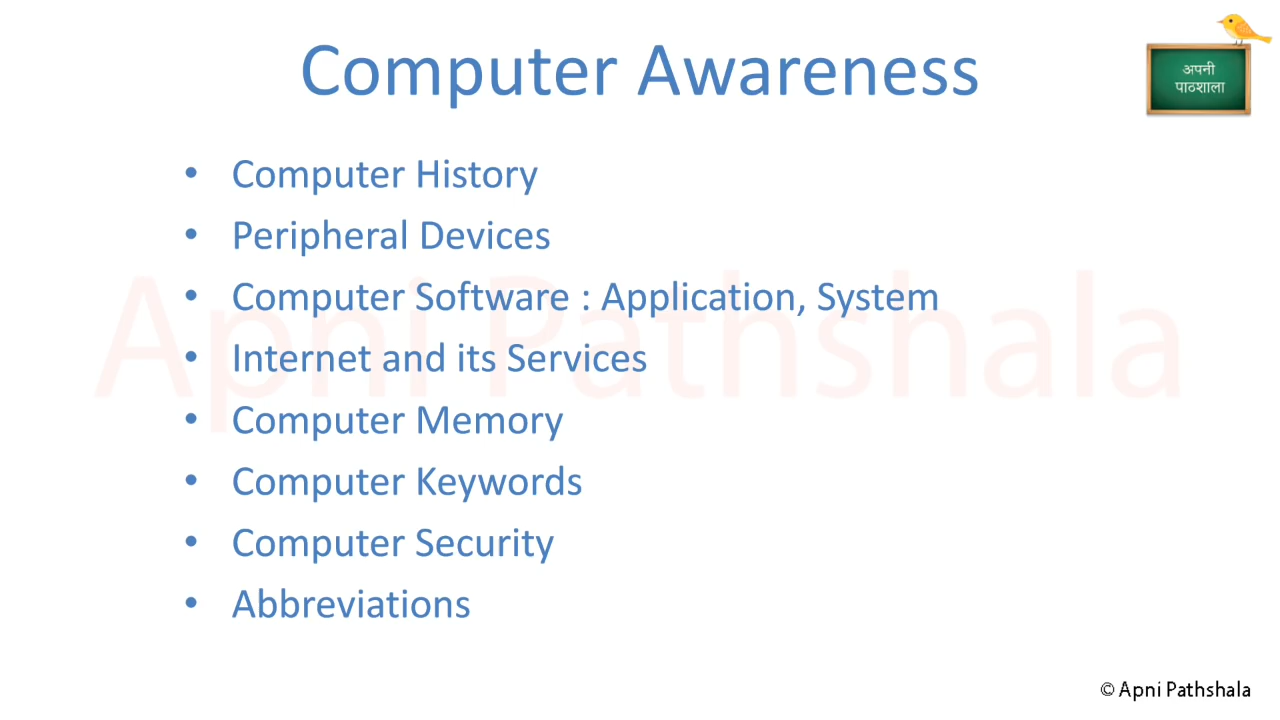 Computer Awareness
अपनी
पाठशाला
• Computer History
• Peripheral Devices
• Computer Software : Application, System
• Internet and its Services
• Computer Memory
• Computer Keywords
• Computer Security
• Abbreviations
Apni Pathshala
© Apni Pathshala